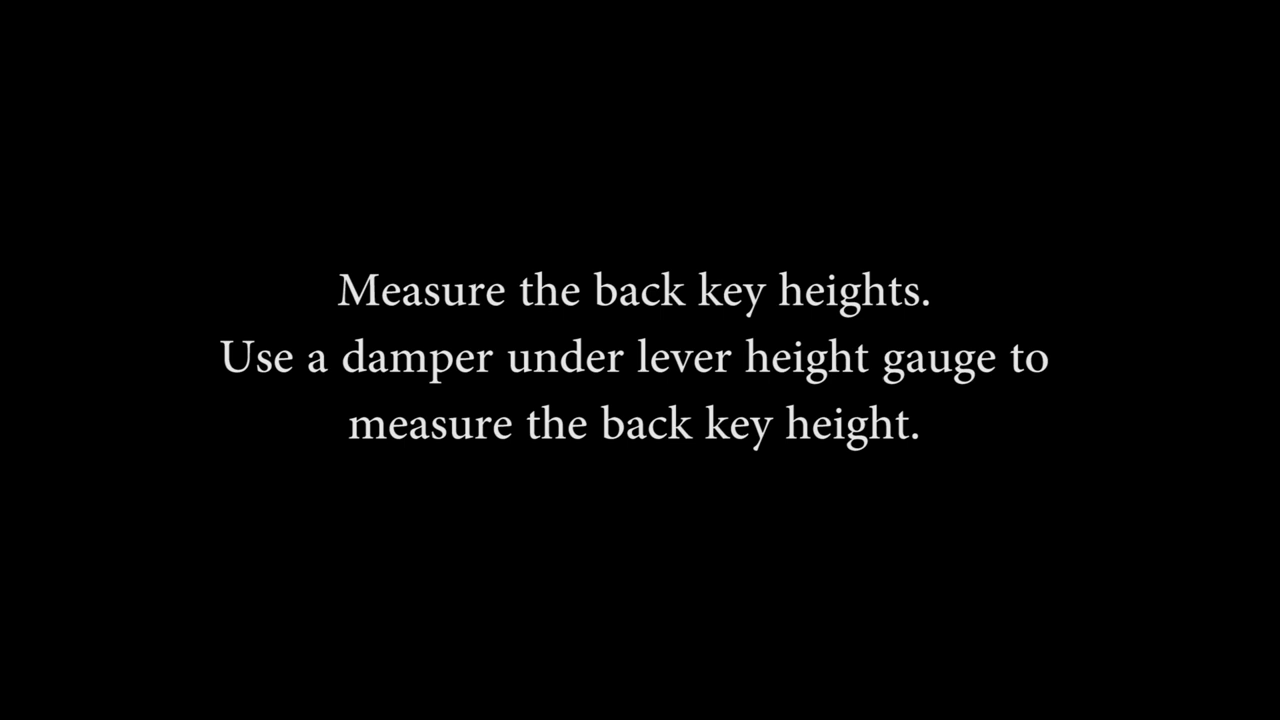 Measure the back key heights.
Use a damper under lever height gauge to
measure the back key height.